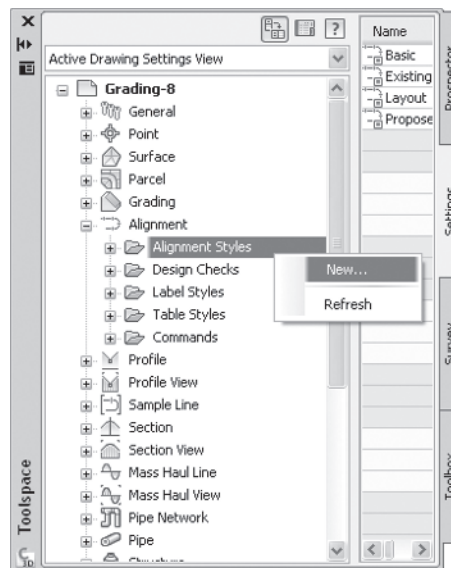 Active Drawing Settings View
Grading-8
General
Point
Surface
Parcel
Grading
Alignment
Alignment Styles
Design Checks
Label Styles
Table Styles
Commands
Profile
Profile View
Sample Line
Section
Section View
Mass Haul Line
Mass Haul View
Pipe Network
Pipe
New...
Refresh
Name
Basic
Existing
Layout
Propose
Prospector
Settings
Survey
Toolbox
Toolspace